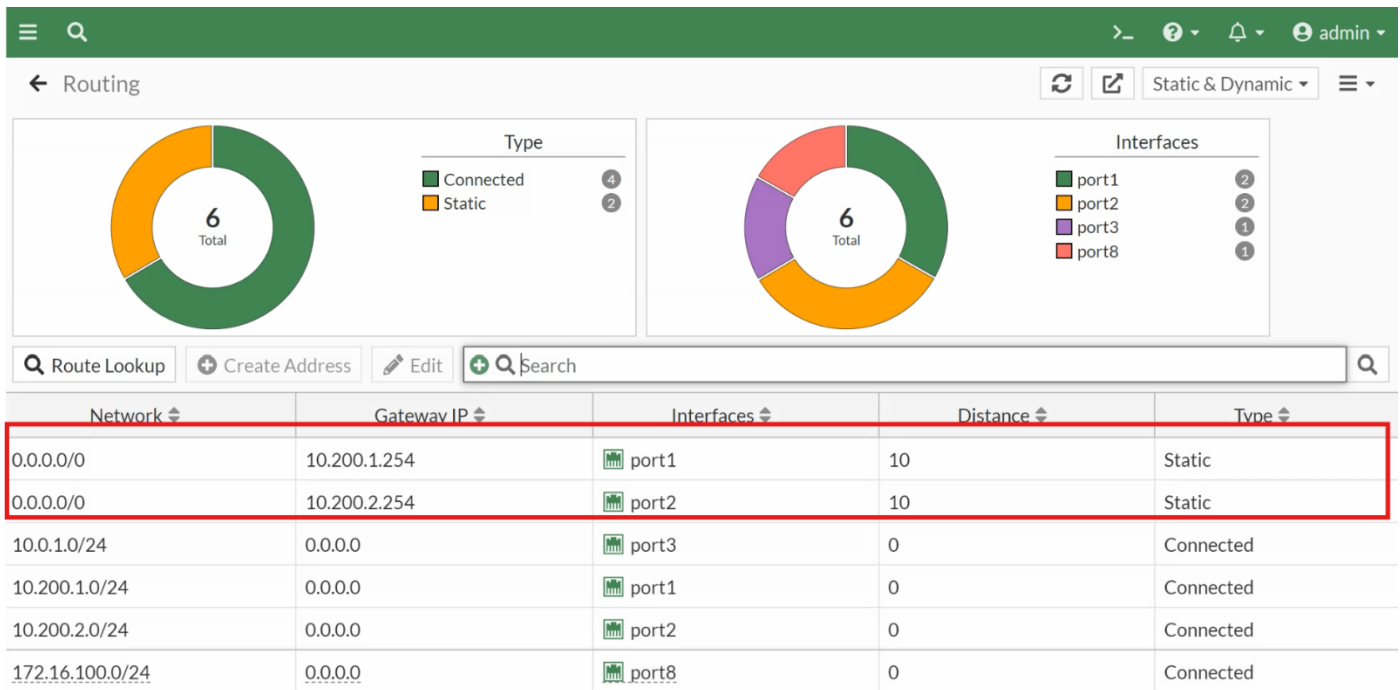 admin
Routing
Static & Dynamic
Type
Connected 4
Static 2
6
Total
Interfaces
port1 2
port2 2
port3 1
port8 1
6
Total
Route Lookup
Create Address
Edit
Search
Network Gateway IP Interfaces Distance Type
0.0.0.0/0 10.200.1.254 port1 10 Static
0.0.0.0/0 10.200.2.254 port2 10 Static
10.0.1.0/24 0.0.0.0 port3 0 Connected
10.200.1.0/24 0.0.0.0 port1 0 Connected
10.200.2.0/24 0.0.0.0 port2 0 Connected
172.16.100.0/24 0.0.0.0 port8 0 Connected